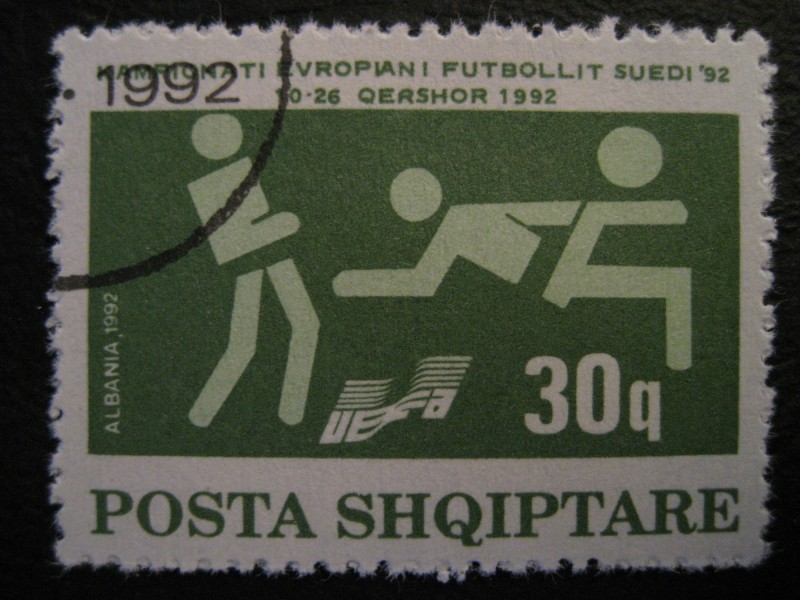 KAMPIONATI EVROPIAN I FUTBOLLIT SUEDI '92
10-26 QERSHOR 1992
.1992
ALBANIA, 1992
UEFA
30q
POSTA SHQIPTARE